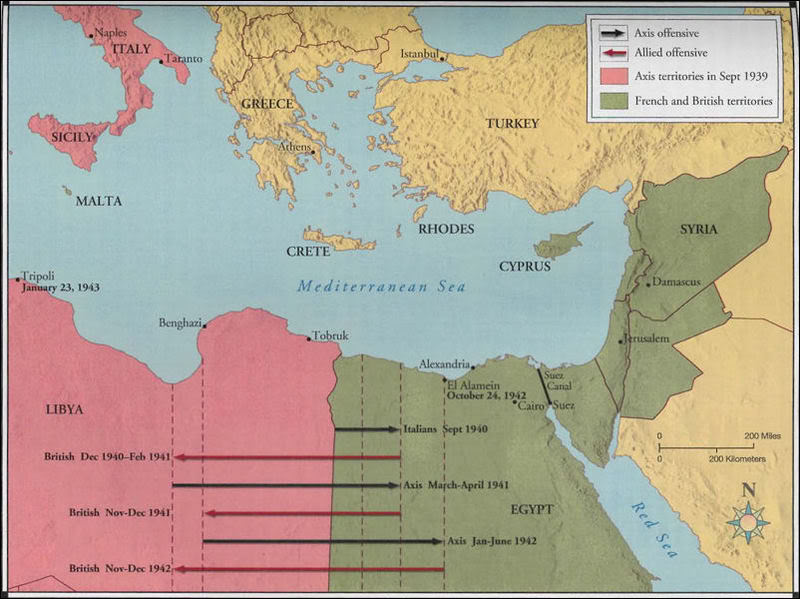 Axis offensive
Allied offensive
Axis territories in Sept 1939
French and British territories
Naples
ITALY
Taranto
Istanbul
GREECE
TURKEY
SICILY
Athens
MALTA
RHODES
CRETE
CYPRUS
SYRIA
Mediterranean Sea
Tripoli
January 23, 1943
Damascus
Benghazi
Tobruk
Jerusalem
Alexandria
El Alamein
October 24, 1942
Suez
Canal
Cairo
Suez
LIBYA
Italians Sept 1940
0 200 Miles
0 200 Kilometers
British Dec 1940–Feb 1941
Axis March-April 1941
N
British Nov-Dec 1941
EGYPT
Red Sea
Axis Jan-June 1942
British Nov-Dec 1942